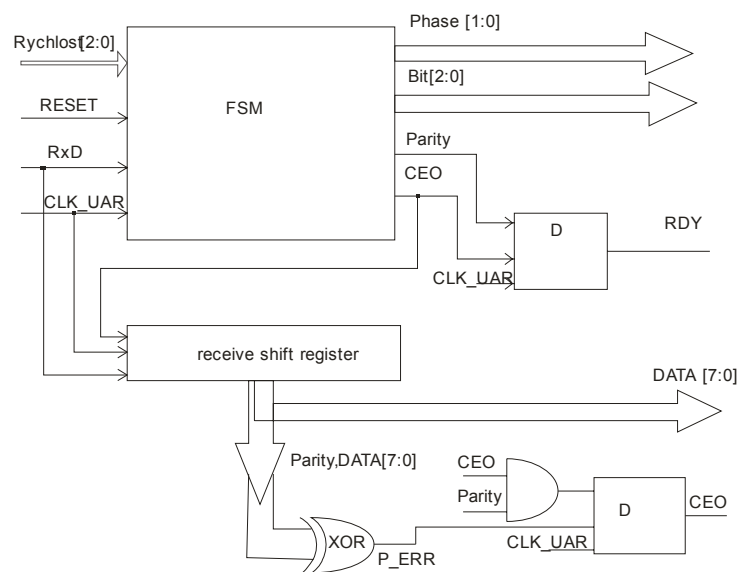 Phase [1:0]
Rychlost[2:0]
Bit[2:0]
RESET
FSM
RxD
Parity
CEO
CLK_UAR
D
RDY
CLK_UAR
receive shift register
DATA [7:0]
Parity,DATA[7:0]
CEO
Parity
D
CEO
XOR
CLK_UAR
P_ERR